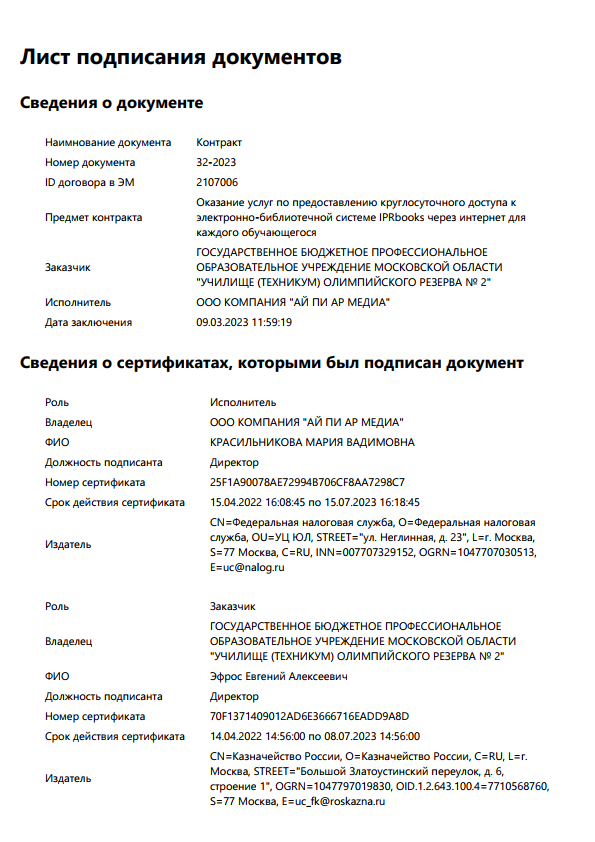 Лист подписания документов
Сведения о документе
Наимнование документа Контракт
Номер документа 32-2023
ID договора в ЭМ 2107006
Предмет контракта Оказание услуг по предоставлению круглосуточного доступа к
электронно-библиотечной системе IPRbooks через интернет для
каждого обучающегося
Заказчик ГОСУДАРСТВЕННОЕ БЮДЖЕТНОЕ ПРОФЕССИОНАЛЬНОЕ
ОБРАЗОВАТЕЛЬНОЕ УЧРЕЖДЕНИЕ МОСКОВСКОЙ ОБЛАСТИ
"УЧИЛИЩЕ (ТЕХНИКУМ) ОЛИМПИЙСКОГО РЕЗЕРВА № 2"
Исполнитель ООО КОМПАНИЯ "АЙ ПИ АР МЕДИА"
Дата заключения 09.03.2023 11:59:19
Сведения о сертификатах, которыми был подписан документ
Роль Исполнитель
Владелец ООО КОМПАНИЯ "АЙ ПИ АР МЕДИА"
ФИО КРАСИЛЬНИКОВА МАРИЯ ВАДИМОВНА
Должность подписанта Директор
Номер сертификата 25F1A90078AE72994B706CF8AA7298C7
Срок действия сертификата 15.04.2022 16:08:45 по 15.07.2023 16:18:45
Издатель CN=Федеральная налоговая служба, O=Федеральная налоговая
служба, OU=УЦ ЮЛ, STREET="ул. Неглинная, д. 23", L=г. Москва,
S=77 Москва, C=RU, INN=007707329152, OGRN=1047707030513,
E=uc@nalog.ru
Роль Заказчик
Владелец ГОСУДАРСТВЕННОЕ БЮДЖЕТНОЕ ПРОФЕССИОНАЛЬНОЕ
ОБРАЗОВАТЕЛЬНОЕ УЧРЕЖДЕНИЕ МОСКОВСКОЙ ОБЛАСТИ
"УЧИЛИЩЕ (ТЕХНИКУМ) ОЛИМПИЙСКОГО РЕЗЕРВА № 2"
ФИО Эфрос Евгений Алексеевич
Должность подписанта Директор
Номер сертификата 70F1371409012AD6E3666716EADD9A8D
Срок действия сертификата 14.04.2022 14:56:00 по 08.07.2023 14:56:00
Издатель CN=Казначейство России, O=Казначейство России, C=RU, L=г.
Москва, STREET="Большой Златоустинский переулок, д. 6,
строение 1", OGRN=1047797019830, OID.1.2.643.100.4=7710568760,
S=77 Москва, E=uc_fk@roskazna.ru